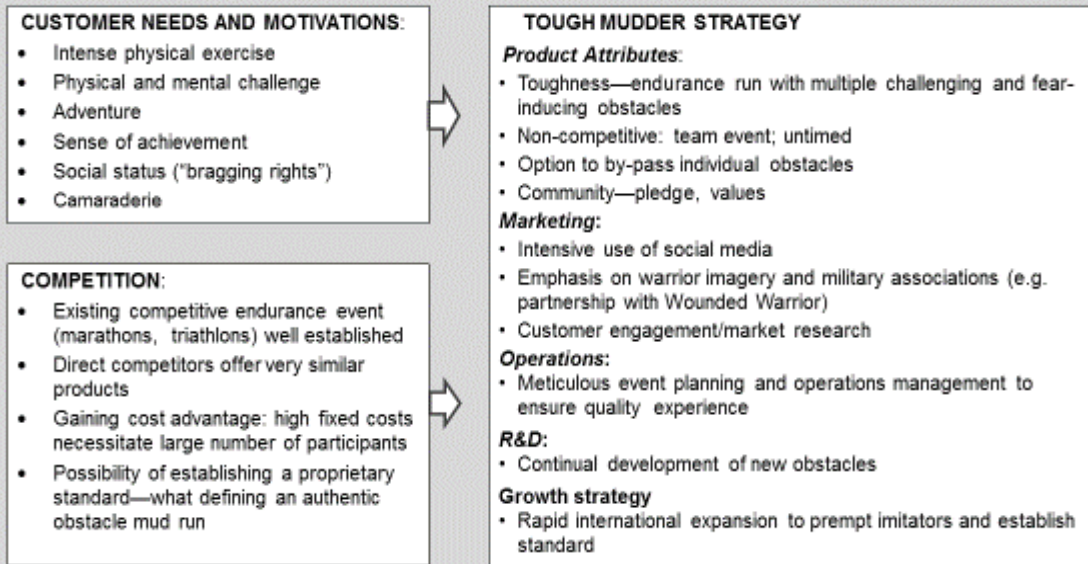 CUSTOMER NEEDS AND MOTIVATIONS:
• Intense physical exercise
• Physical and mental challenge
• Adventure
• Sense of achievement
• Social status ("bragging rights")
• Camaraderie
COMPETITION:
• Existing competitive endurance event
(marathons, triathlons) well established
• Direct competitors offer very similar
products
• Gaining cost advantage: high fixed costs
necessitate large number of participants
• Possibility of establishing a proprietary
standard—what defining an authentic
obstacle mud run
TOUGH MUDDER STRATEGY
Product Attributes:
• Toughness—endurance run with multiple challenging and fear-
inducing obstacles
• Non-competitive: team event; untimed
• Option to by-pass individual obstacles
• Community—pledge, values
Marketing:
• Intensive use of social media
• Emphasis on warrior imagery and military associations (e.g.
partnership with Wounded Warrior)
• Customer engagement/market research
Operations:
• Meticulous event planning and operations management to
ensure quality experience
R&D:
• Continual development of new obstacles
Growth strategy
• Rapid international expansion to prempt imitators and establish
standard